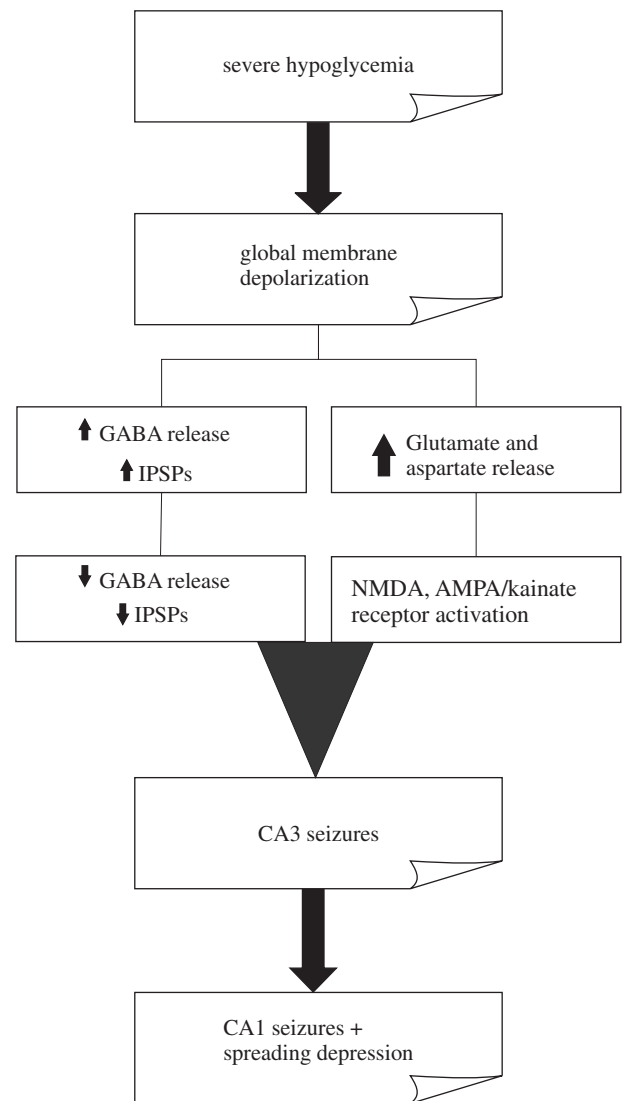 severe hypoglycemia
global membrane
depolarization
GABA release
IPSPs
Glutamate and
aspartate release
GABA release
IPSPs
NMDA, AMPA/kainate
receptor activation
CA3 seizures
CA1 seizures +
spreading depression